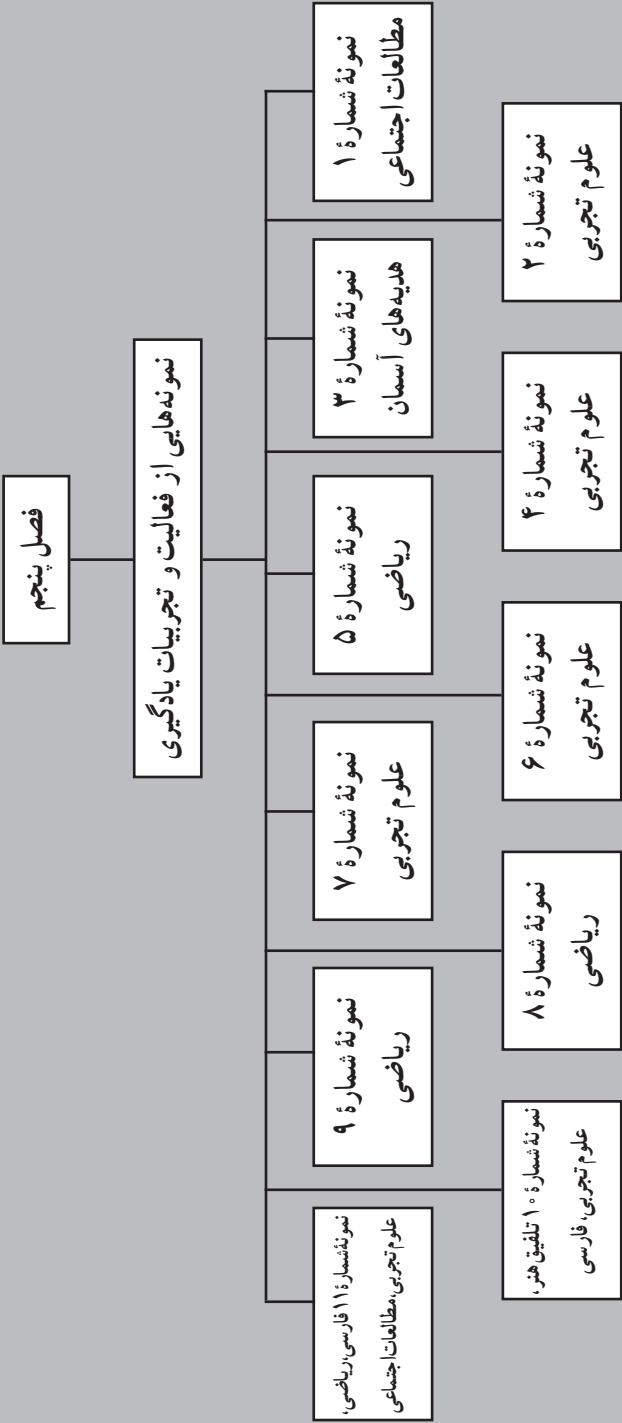 فصل پنجم
نمونه‌هایی از فعالیت و تجربیات یادگیری
نمونهٔ شمارهٔ ۱
مطالعات اجتماعی
نمونهٔ شمارهٔ ۲
علوم تجربی
نمونهٔ شمارهٔ ۳
هدیه‌های آسمان
نمونهٔ شمارهٔ ۴
علوم تجربی
نمونهٔ شمارهٔ ۵
ریاضی
نمونهٔ شمارهٔ ۶
علوم تجربی
نمونهٔ شمارهٔ ۷
علوم تجربی
نمونهٔ شمارهٔ ۸
ریاضی
نمونهٔ شمارهٔ ۹
ریاضی
نمونهٔ شمارهٔ ۱۰ تلفیق هنر،
علوم تجربی، فارسی
نمونهٔ شمارهٔ ۱۱ فارسی، ریاضی،
علوم تجربی، مطالعات اجتماعی